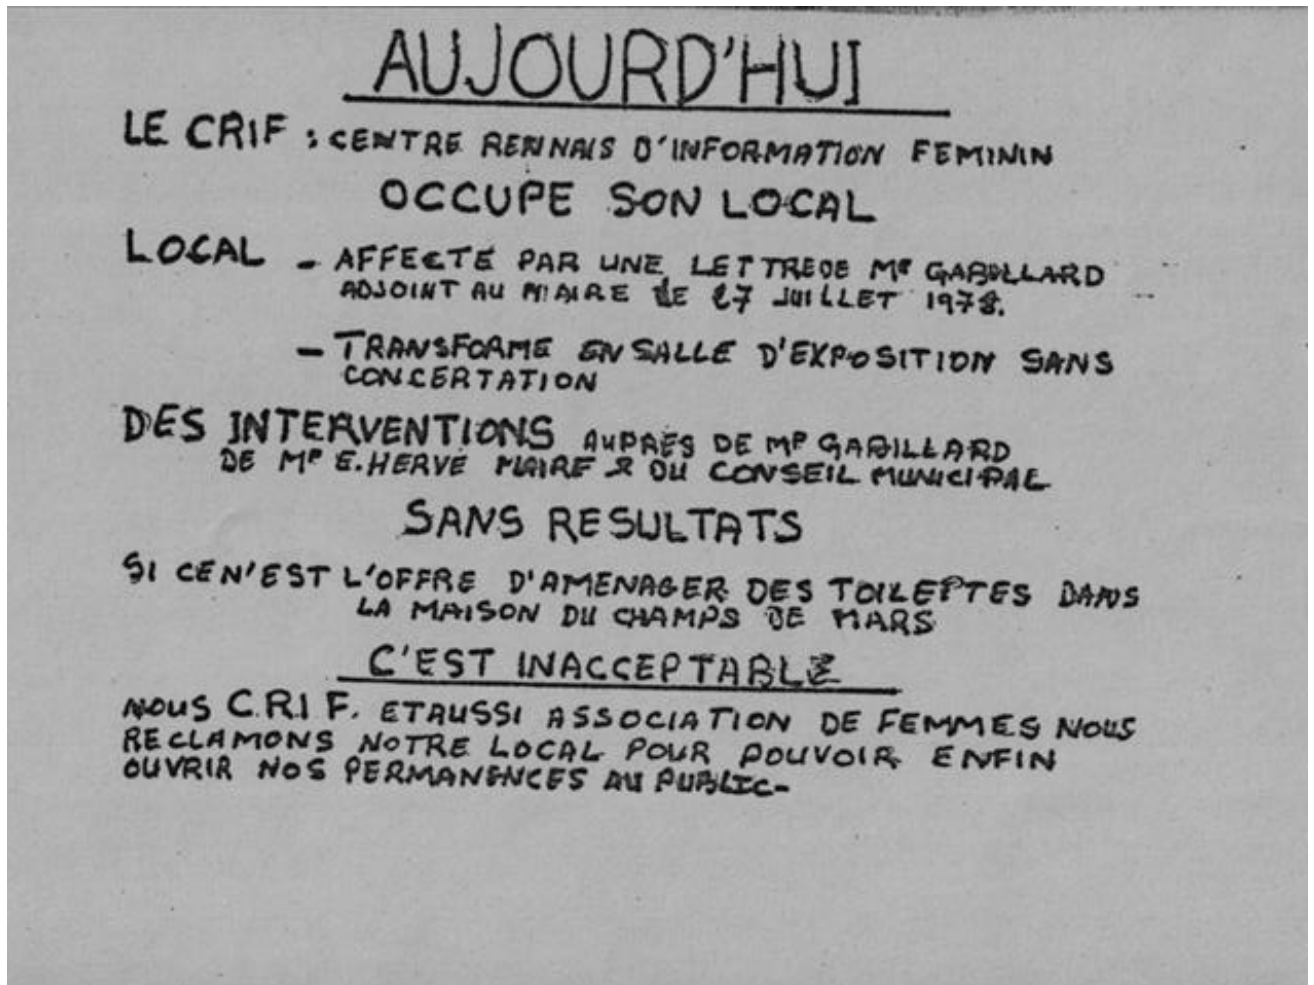 AUJOURD'HUI
LE CRIF : CENTRE RENNAIS D'INFORMATION FEMININ
OCCUPE SON LOCAL
LOCAL - AFFECTE PAR UNE LETTRE DE Mr GABILLARD
ADJOINT AU MAIRE LE 27 JUILLET 1978.
- TRANSFORME EN SALLE D'EXPOSITION SANS
CONCERTATION
DES INTERVENTIONS AUPRES DE Mr GABILLARD
DE Mr E. HERVE MAIRE & DU CONSEIL MUNICIPAL
SANS RESULTATS
SI CE N'EST L'OFFRE D'AMENAGER DES TOILETTES DANS
LA MAISON DU CHAMPS DE MARS
C'EST INACCEPTABLE
NOUS C.R.I F. ET AUSSI ASSOCIATION DE FEMMES NOUS
RECLAMONS NOTRE LOCAL POUR POUVOIR ENFIN
OUVRIR NOS PERMANENCES AU PUBLIC-